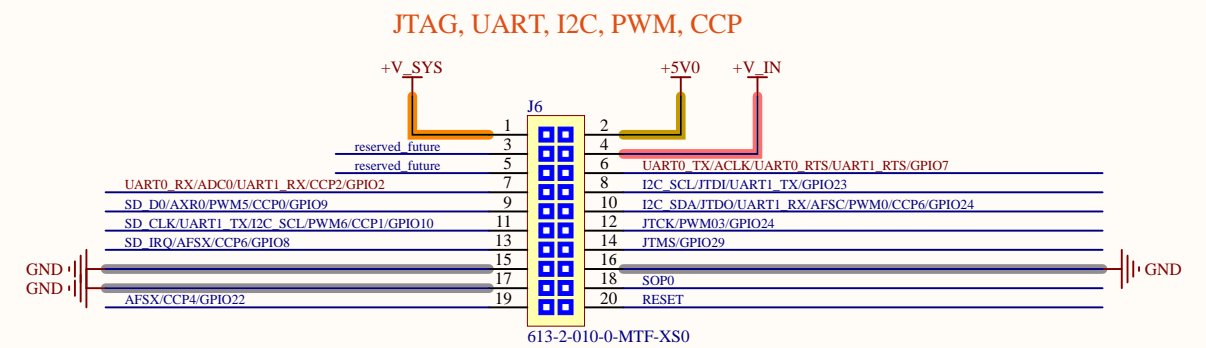 JTAG, UART, I2C, PWM, CCP
+V_SYS +5V0 +V_IN
J6
1 2
reserved_future 3 4
reserved_future 5 6 UART0_TX/ACLK/UART0_RTS/UART1_RTS/GPIO7
UART0_RX/ADC0/UART1_RX/CCP2/GPIO2 7 8 I2C_SCL/JTDI/UART1_TX/GPIO23
SD_D0/AXR0/PWM5/CCP0/GPIO9 9 10 I2C_SDA/JTDO/UART1_RX/AFSC/PWM0/CCP6/GPIO24
SD_CLK/UART1_TX/I2C_SCL/PWM6/CCP1/GPIO10 11 12 JTCK/PWM03/GPIO24
SD_IRQ/AFSX/CCP6/GPIO8 13 14 JTMS/GPIO29
GND 15 16 GND
GND 17 18 SOP0
AFSX/CCP4/GPIO22 19 20 RESET
613-2-010-0-MTF-XS0